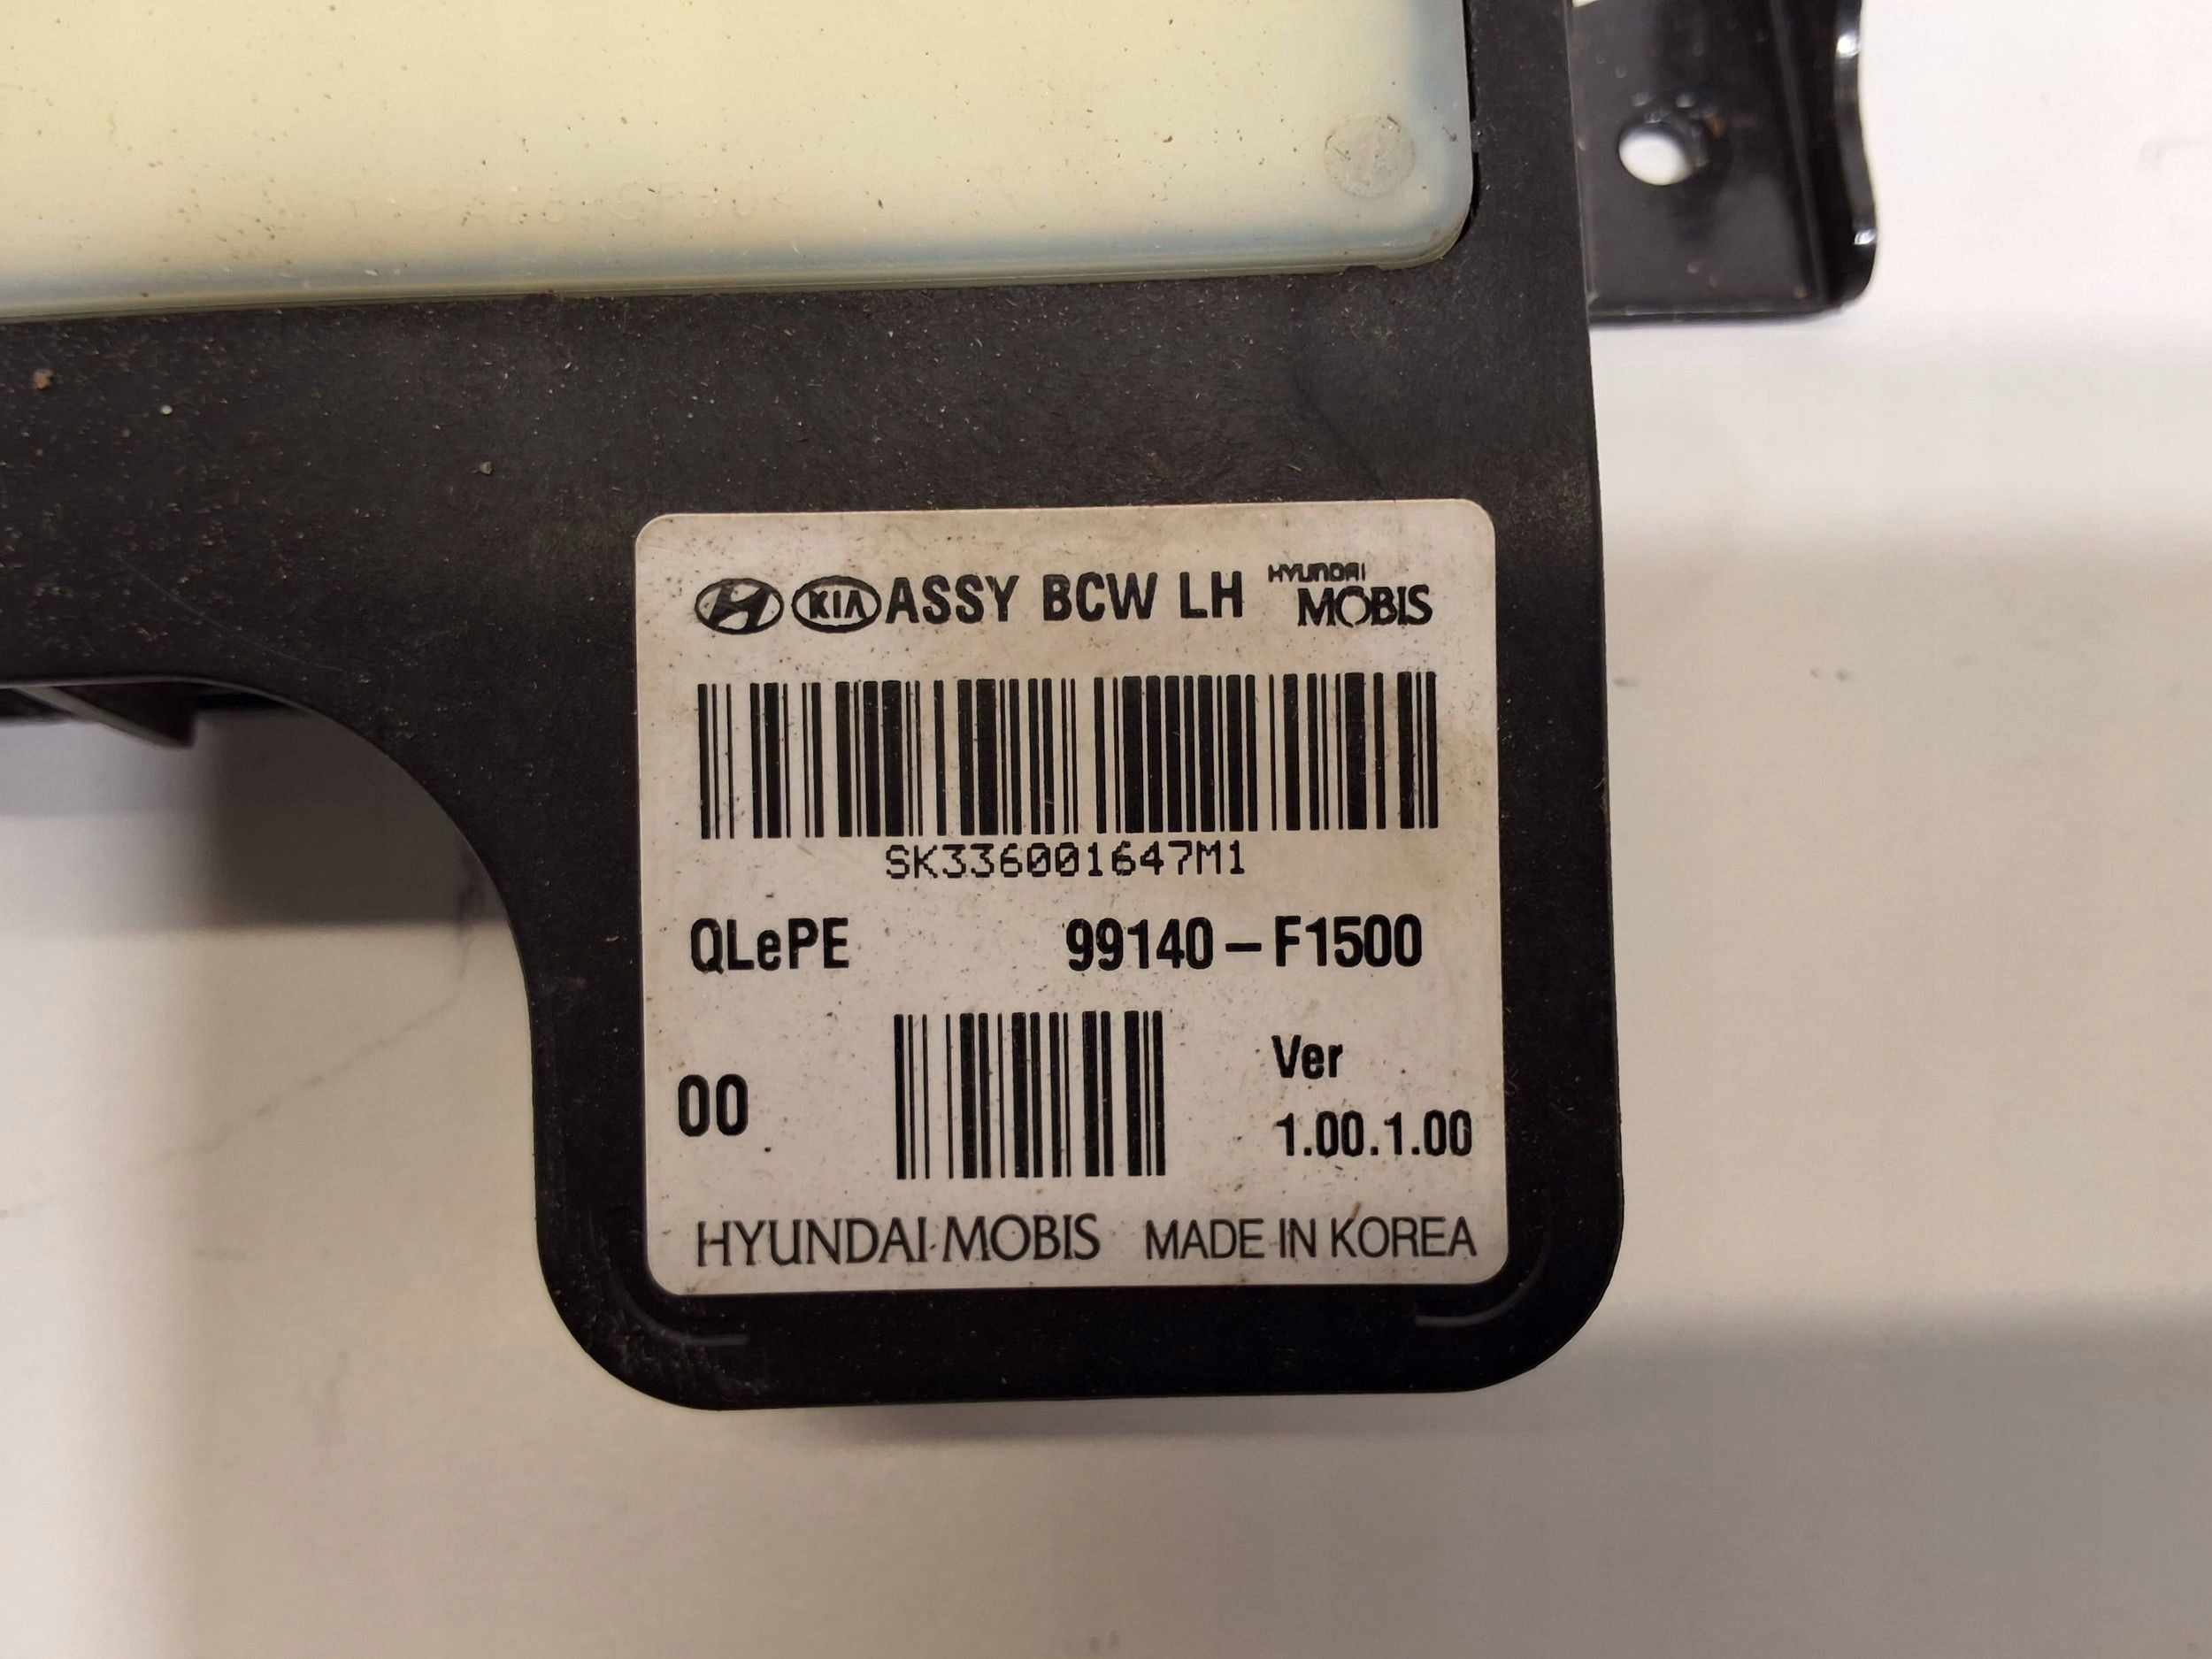 KIA ASSY BCW LH HYUNDAI MOBIS
SK336001647M1
QLePE 99140-F1500
00 Ver
1.00.1.00
HYUNDAI MOBIS MADE IN KOREA